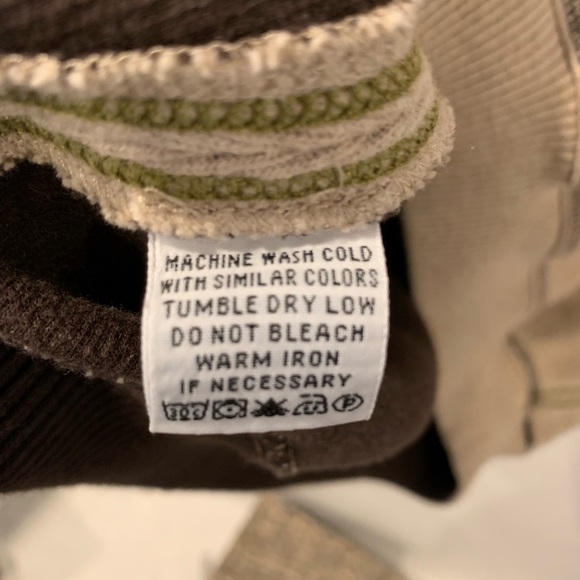 MACHINE WASH COLD
WITH SIMILAR COLORS
TUMBLE DRY LOW
DO NOT BLEACH
WARM IRON
IF NECESSARY
P